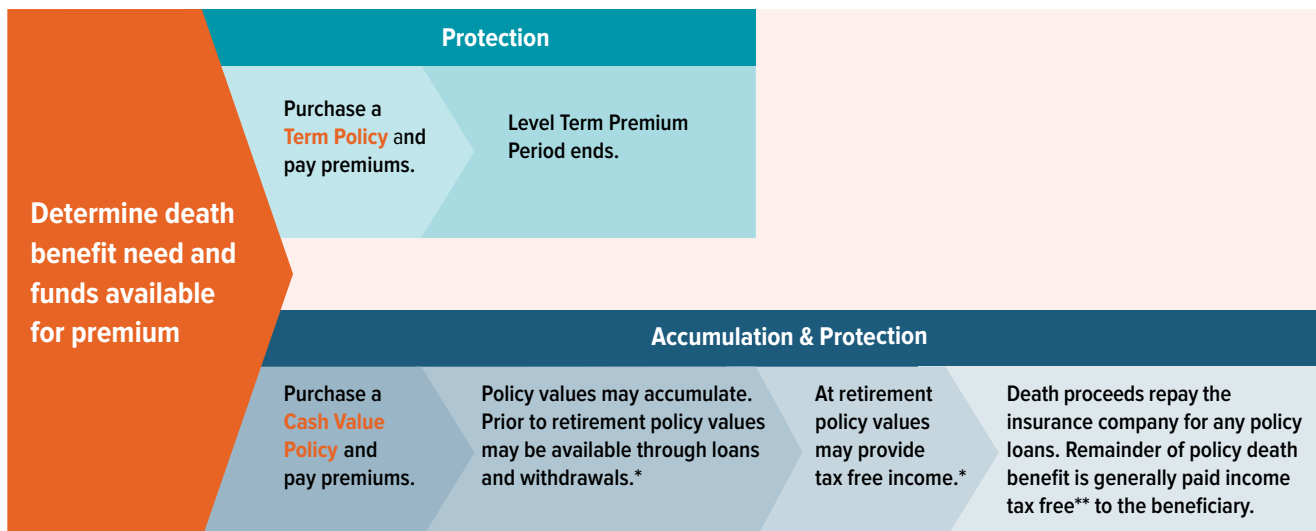 Determine death
benefit need and
funds available
for premium
Protection
Purchase a
Term Policy and
pay premiums.
Level Term Premium
Period ends.
Accumulation & Protection
Purchase a
Cash Value
Policy and
pay premiums.
Policy values may accumulate.
Prior to retirement policy values
may be available through loans
and withdrawals.*
At retirement
policy values
may provide
tax free income.*
Death proceeds repay the
insurance company for any policy
loans. Remainder of policy death
benefit is generally paid income
tax free** to the beneficiary.